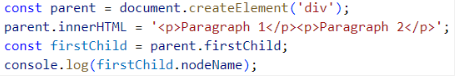 const parent = document.createElement('div');
parent.innerHTML = '<p>Paragraph 1</p><p>Paragraph 2</p>';
const firstChild = parent.firstChild;
console.log(firstChild.nodeName);